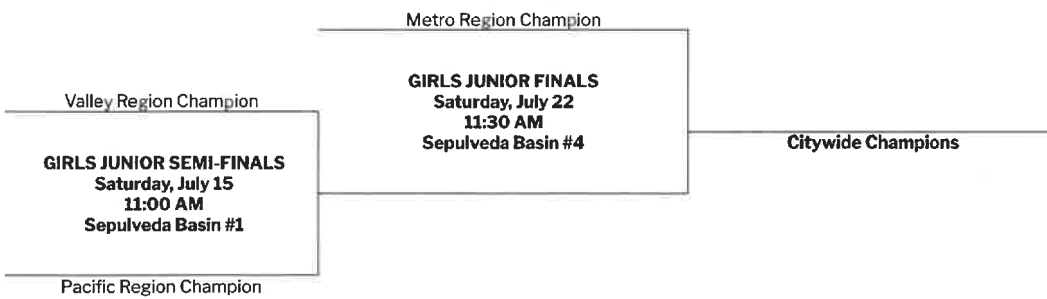 Metro Region Champion
GIRLS JUNIOR FINALS
Saturday, July 22
11:30 AM
Sepulveda Basin #4
Valley Region Champion
GIRLS JUNIOR SEMI-FINALS
Saturday, July 15
11:00 AM
Sepulveda Basin #1
Pacific Region Champion
Citywide Champions